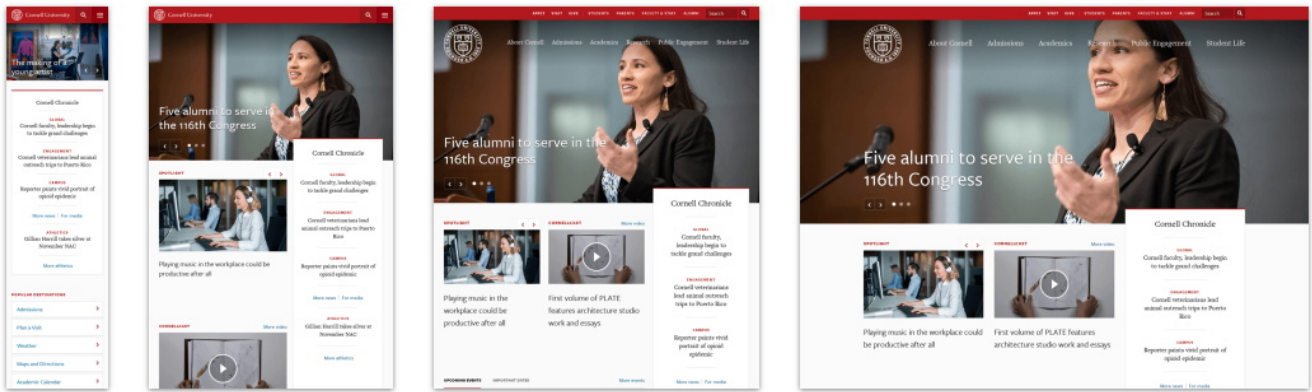 Cornell University
The making of a
young artist
Cornell Chronicle
GLOBAL
Cornell faculty, leadership begin
to tackle grand challenges
ENGAGEMENT
Cornell veterinarians lead animal
outreach trips to Puerto Rico
CAMPUS
Reporter paints vivid portrait of
opioid epidemic
More news | For media
ATHLETICS
Gillian Harrill takes silver at
November NAC
More athletics
POPULAR DESTINATIONS
Admissions
Plan a Visit
Weather
Maps and Directions
Academic Calendar
Cornell University
Five alumni to serve in
the 116th Congress
SPOTLIGHT
Playing music in the workplace could be
productive after all
CORNELLCAST More video
Cornell Chronicle
GLOBAL
Cornell faculty, leadership begin
to tackle grand challenges
ENGAGEMENT
Cornell veterinarians lead
animal outreach trips to Puerto
Rico
CAMPUS
Reporter paints vivid portrait of
opioid epidemic
More news | For media
ATHLETICS
Gillian Harrill takes silver at
November NAC
More athletics
APPLY VISIT GIVE STUDENTS PARENTS FACULTY & STAFF ALUMNI Search
About Cornell Admissions Academics Research Public Engagement Student Life
Five alumni to serve in the
116th Congress
SPOTLIGHT
Playing music in the
workplace could be
productive after all
CORNELLCAST More video
First volume of PLATE
features architecture studio
work and essays
Cornell Chronicle
GLOBAL
Cornell faculty,
leadership begin to
tackle grand challenges
ENGAGEMENT
Cornell veterinarians
lead animal outreach
trips to Puerto Rico
CAMPUS
Reporter paints vivid
portrait of opioid
epidemic
UPCOMING EVENTS IMPORTANT DATES More events
APPLY VISIT GIVE STUDENTS PARENTS FACULTY & STAFF ALUMNI Search
About Cornell Admissions Academics Research Public Engagement Student Life
Five alumni to serve in the
116th Congress
SPOTLIGHT
Playing music in the workplace could
be productive after all
CORNELLCAST More video
First volume of PLATE features
architecture studio work and essays
Cornell Chronicle
GLOBAL
Cornell faculty, leadership begin
to tackle grand challenges
ENGAGEMENT
Cornell veterinarians lead
animal outreach trips to Puerto
Rico
CAMPUS
Reporter paints vivid portrait of
opioid epidemic
More news | For media